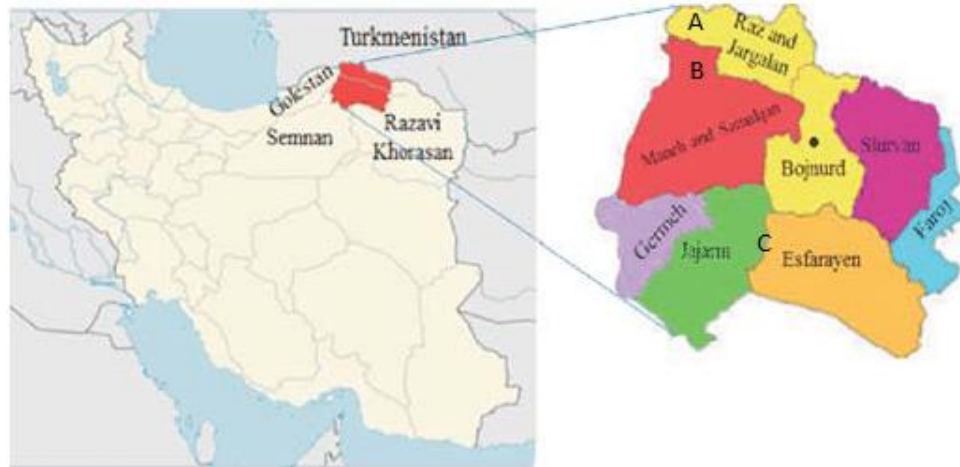 Turkmenistan
Golestan
Semnan
Razavi
Khorasan
A
Raz and
Jargalan
B
Maneh and Samalqan
Bojnurd
Shirvan
Faroj
Germeh
Jajarm
C
Esfarayen